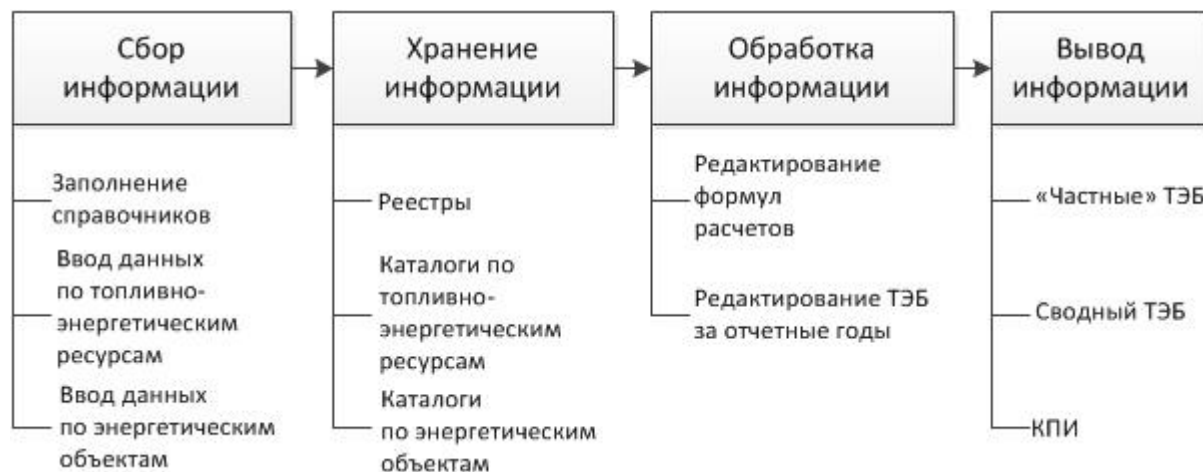 Сбор
информации
Хранение
информации
Обработка
информации
Вывод
информации
Заполнение
справочников
Ввод данных
по топливно-
энергетическим
ресурсам
Ввод данных
по энергетическим
объектам
Реестры
Каталоги по
топливно-
энергетическим
ресурсам
Каталоги
по энергетическим
объектам
Редактирование
формул
расчетов
Редактирование ТЭБ
за отчетные годы
«Частные» ТЭБ
Сводный ТЭБ
КПИ